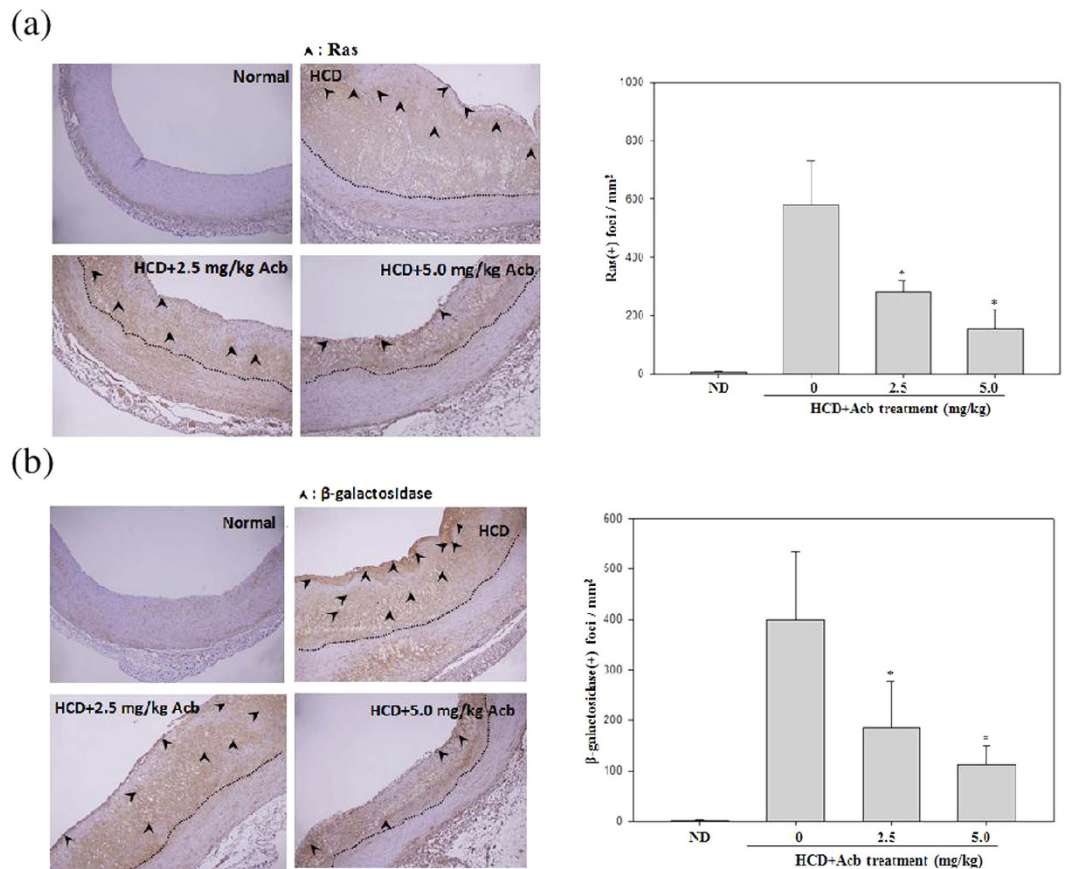 (a)
⋏ : Ras
Normal
HCD
HCD+2.5 mg/kg Acb
HCD+5.0 mg/kg Acb
Ras(+) foci / mm²
1000
800
600
400
200
0
*
*
ND
0
2.5
5.0
HCD+Acb treatment (mg/kg)
(b)
⋏ : β-galactosidase
Normal
HCD
HCD+2.5 mg/kg Acb
HCD+5.0 mg/kg Acb
β-galactosidase(+) foci / mm²
600
500
400
300
200
100
0
*
*
ND
0
2.5
5.0
HCD+Acb treatment (mg/kg)